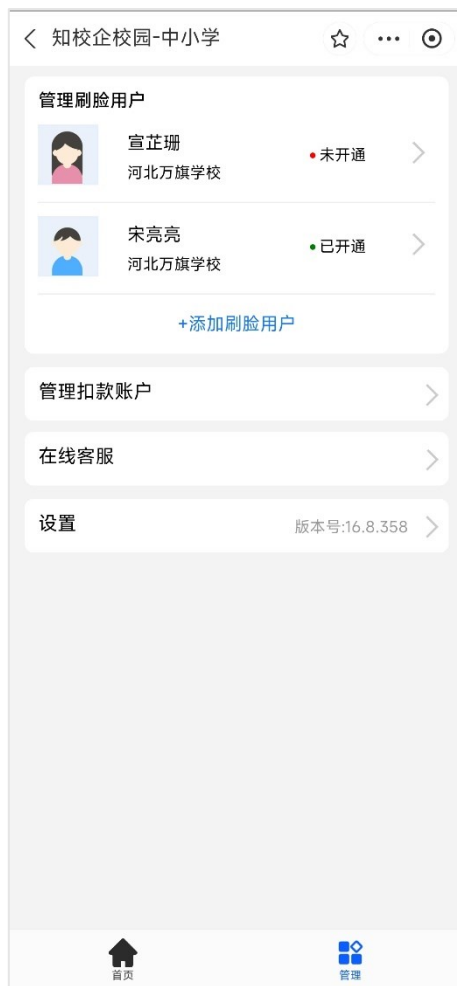 知校企校园-中小学
管理刷脸用户
宣芷珊
河北万旗学校
未开通
宋亮亮
河北万旗学校
已开通
+添加刷脸用户
管理扣款账户
在线客服
设置
版本号:16.8.358
首页
管理